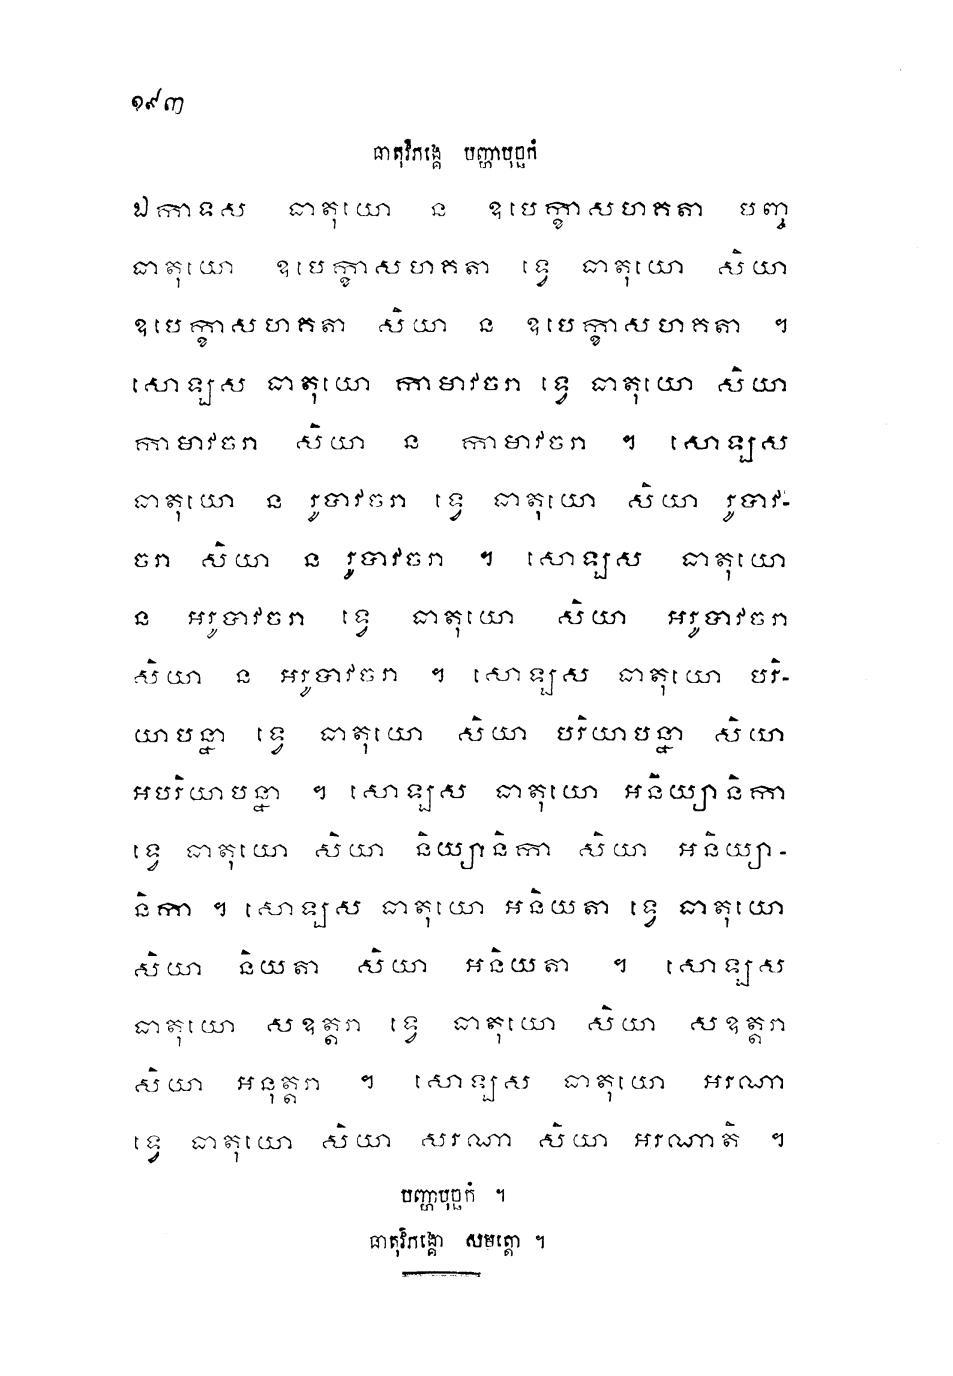 ១៩៣
ធាតុវិភង្គេ បញ្ហាបុច្ឆកំ
ឯកាទស ធាតុយោ ន ឧបេក្ខាសហគតា បញ្ច
ធាតុយោ ឧបេក្ខាសហគតា ទ្វេ ធាតុយោ សិយា
ឧបេក្ខាសហគតា សិយា ន ឧបេក្ខាសហគតា ។
សោឡស ធាតុយោ កាមាវចរា ទ្វេ ធាតុយោ សិយា
កាមាវចរា សិយា ន កាមាវចរា ។ សោឡស
ធាតុយោ ន រូបាវចរា ទ្វេ ធាតុយោ សិយា រូបាវ-
ចរា សិយា ន រូបាវចរា ។ សោឡស ធាតុយោ
ន អរូបាវចរា ទ្វេ ធាតុយោ សិយា អរូបាវចរា
សិយា ន អរូបាវចរា ។ សោឡស ធាតុយោ បរិ-
យាបន្នា ទ្វេ ធាតុយោ សិយា បរិយាបន្នា សិយា
អបរិយាបន្នា ។ សោឡស ធាតុយោ អនិយ្យានិកា
ទ្វេ ធាតុយោ សិយា និយ្យានិកា សិយា អនិយ្យា-
និកា ។ សោឡស ធាតុយោ អនិយតា ទ្វេ ធាតុយោ
សិយា និយតា សិយា អនិយតា ។ សោឡស
ធាតុយោ សឧត្តរា ទ្វេ ធាតុយោ សិយា សឧត្តរា
សិយា អនុត្តរា ។ សោឡស ធាតុយោ អរណា
ទ្វេ ធាតុយោ សិយា សរណា សិយា អរណាតិ ។
បញ្ហាបុច្ឆកំ ។
ធាតុវិភង្គោ សមត្តោ ។